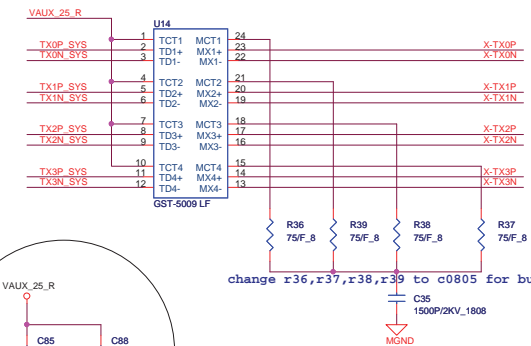 VAUX_25_R
U14
1 TCT1 MCT1 24
TX0P_SYS 2 TD1+ MX1+ 23 X-TX0P
TX0N_SYS 3 TD1- MX1- 22 X-TX0N
4 TCT2 MCT2 21
TX1P_SYS 5 TD2+ MX2+ 20 X-TX1P
TX1N_SYS 6 TD2- MX2- 19 X-TX1N
7 TCT3 MCT3 18
TX2P_SYS 8 TD3+ MX3+ 17 X-TX2P
TX2N_SYS 9 TD3- MX3- 16 X-TX2N
10 TCT4 MCT4 15
TX3P_SYS 11 TD4+ MX4+ 14 X-TX3P
TX3N_SYS 12 TD4- MX4- 13 X-TX3N
GST-5009 LF
R36 R39 R38 R37
75/F_8 75/F_8 75/F_8 75/F_8
change r36,r37,r38,r39 to c0805 for bu
VAUX_25_R
C35
1500P/2KV_1808
C85 C88
MGND